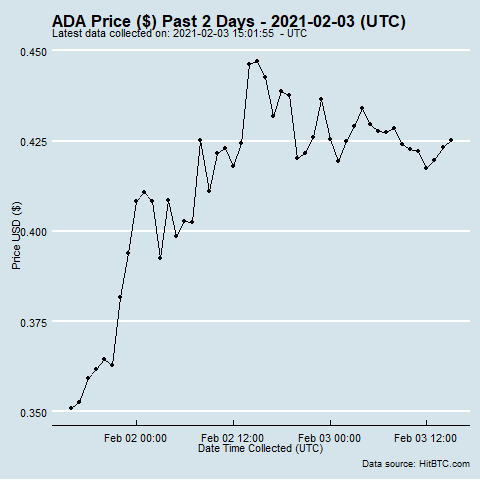 ADA Price ($) Past 2 Days - 2021-02-03 (UTC)
Latest data collected on: 2021-02-03 15:01:55 - UTC
0.450
0.425
0.400
0.375
0.350
Price USD ($)
Feb 02 00:00 Feb 02 12:00 Feb 03 00:00 Feb 03 12:00
Date Time Collected (UTC)
Data source: HitBTC.com